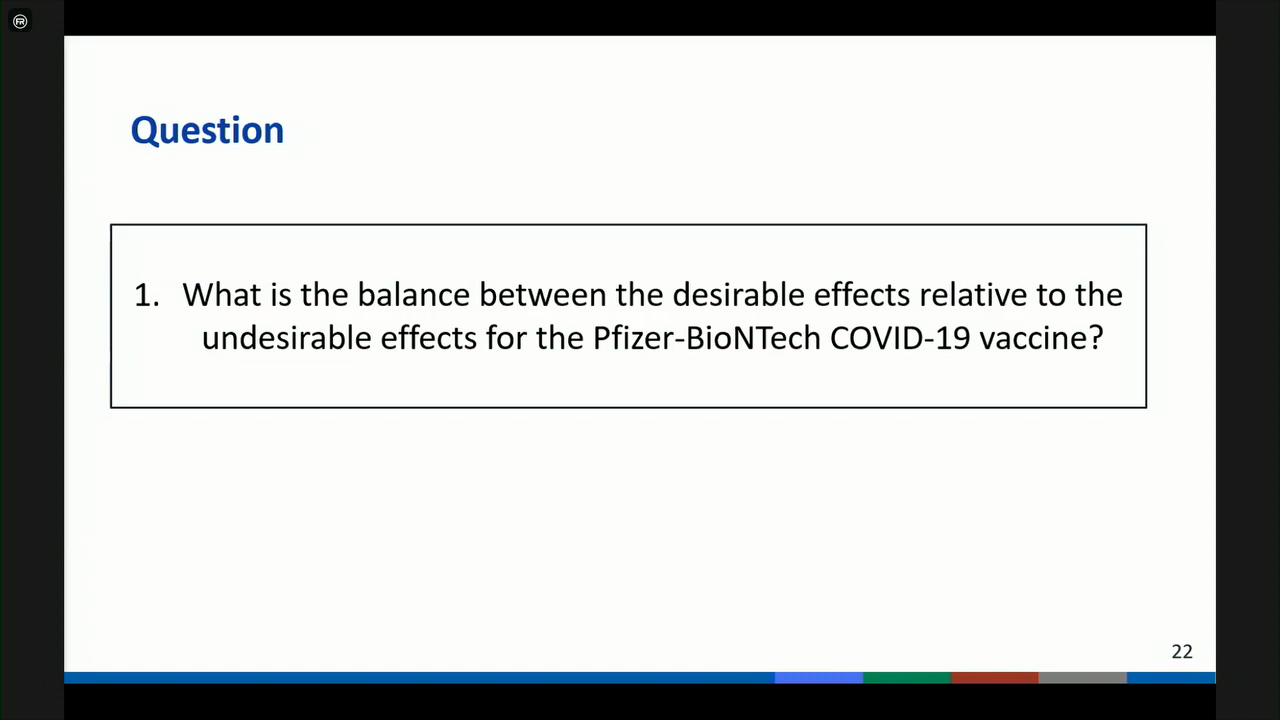 FR
Question
1. What is the balance between the desirable effects relative to the
undesirable effects for the Pfizer-BioNTech COVID-19 vaccine?
22